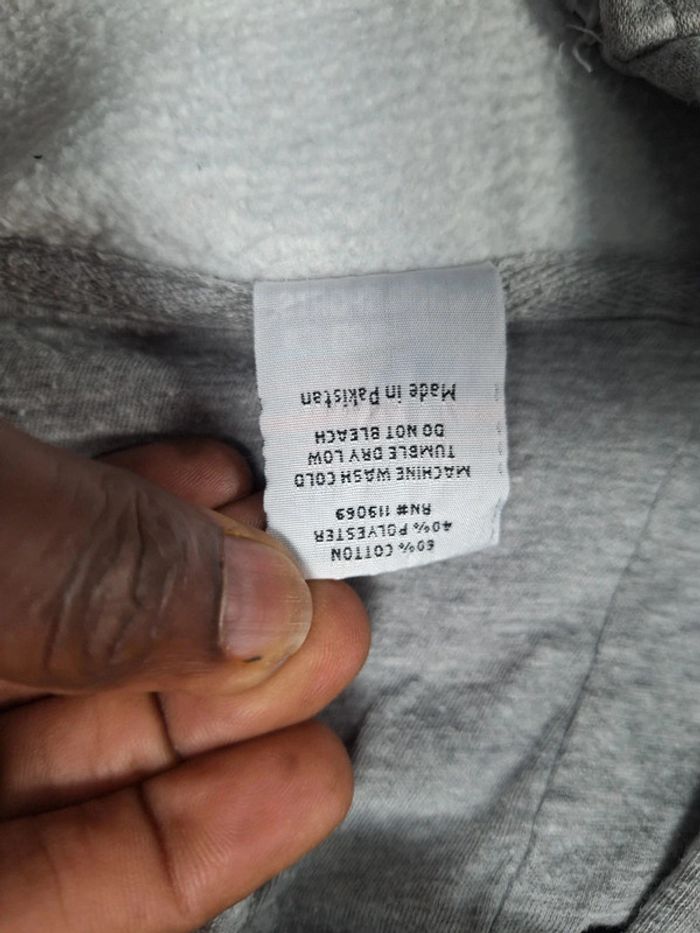 60% COTTON
40% POLYESTER
RN# 119069
MACHINE WASH COLD
TUMBLE DRY LOW
DO NOT BLEACH
Made in Pakistan